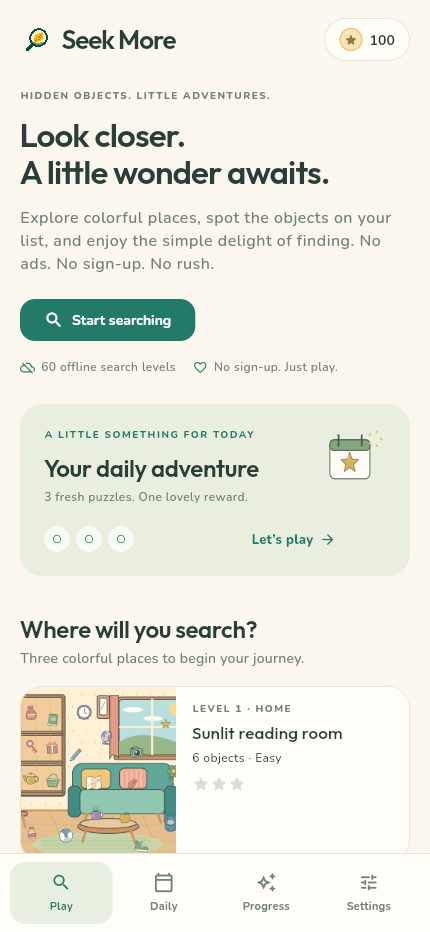 Seek More
100
HIDDEN OBJECTS. LITTLE ADVENTURES.
Look closer.
A little wonder awaits.
Explore colorful places, spot the objects on your
list, and enjoy the simple delight of finding. No
ads. No sign-up. No rush.
Start searching
60 offline search levels
No sign-up. Just play.
A LITTLE SOMETHING FOR TODAY
Your daily adventure
3 fresh puzzles. One lovely reward.
Let's play
Where will you search?
Three colorful places to begin your journey.
LEVEL 1 · HOME
Sunlit reading room
6 objects · Easy
Play
Daily
Progress
Settings